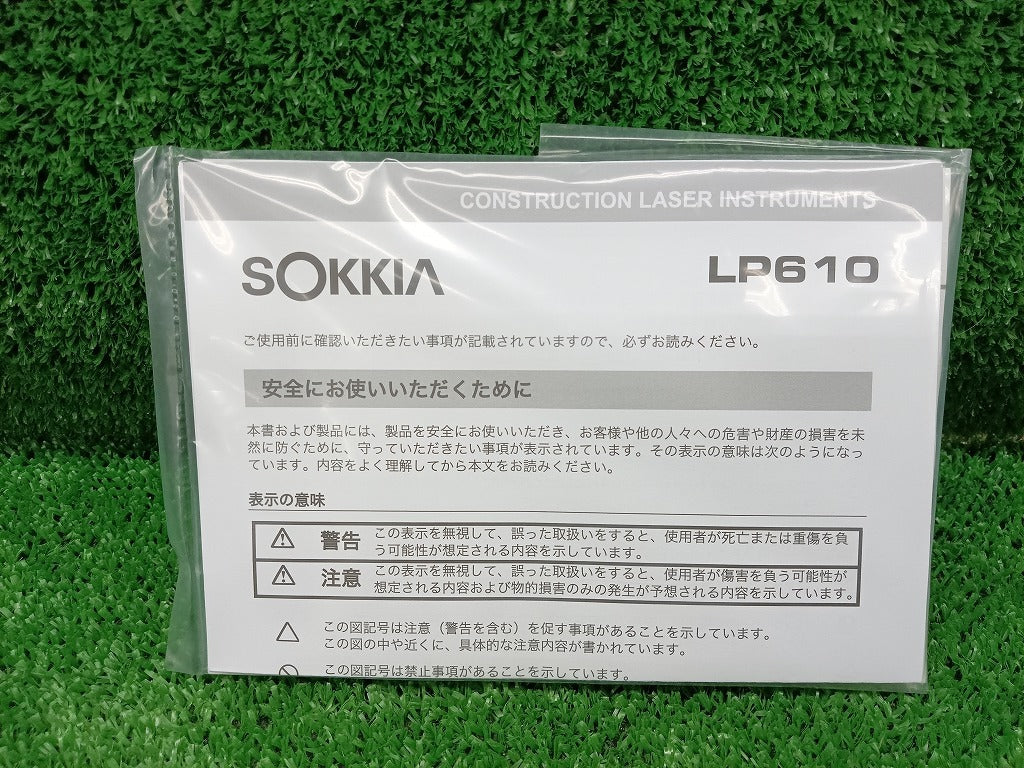 CONSTRUCTION LASER INSTRUMENTS
SOKKIA LP610
ご使用前に確認いただきたい事項が記載されていますので、必ずお読みください。
安全にお使いいただくために
本書および製品には、製品を安全にお使いいただき、お客様や他の人々への危害や財産の損害を未
然に防ぐために、守っていただきたい事項が表示されています。その表示の意味は次のようになっ
ています。内容をよく理解してから本文をお読みください。
表示の意味
警告 この表示を無視して、誤った取扱いをすると、使用者が死亡または重傷を負
う可能性が想定される内容を示しています。
注意 この表示を無視して、誤った取扱いをすると、使用者が傷害を負う可能性が
想定される内容および物的損害のみの発生が予想される内容を示しています。
この図記号は注意（警告を含む）を促す事項があることを示しています。
この図の中や近くに、具体的な注意内容が書かれています。
この図記号は禁止事項があることを示しています。